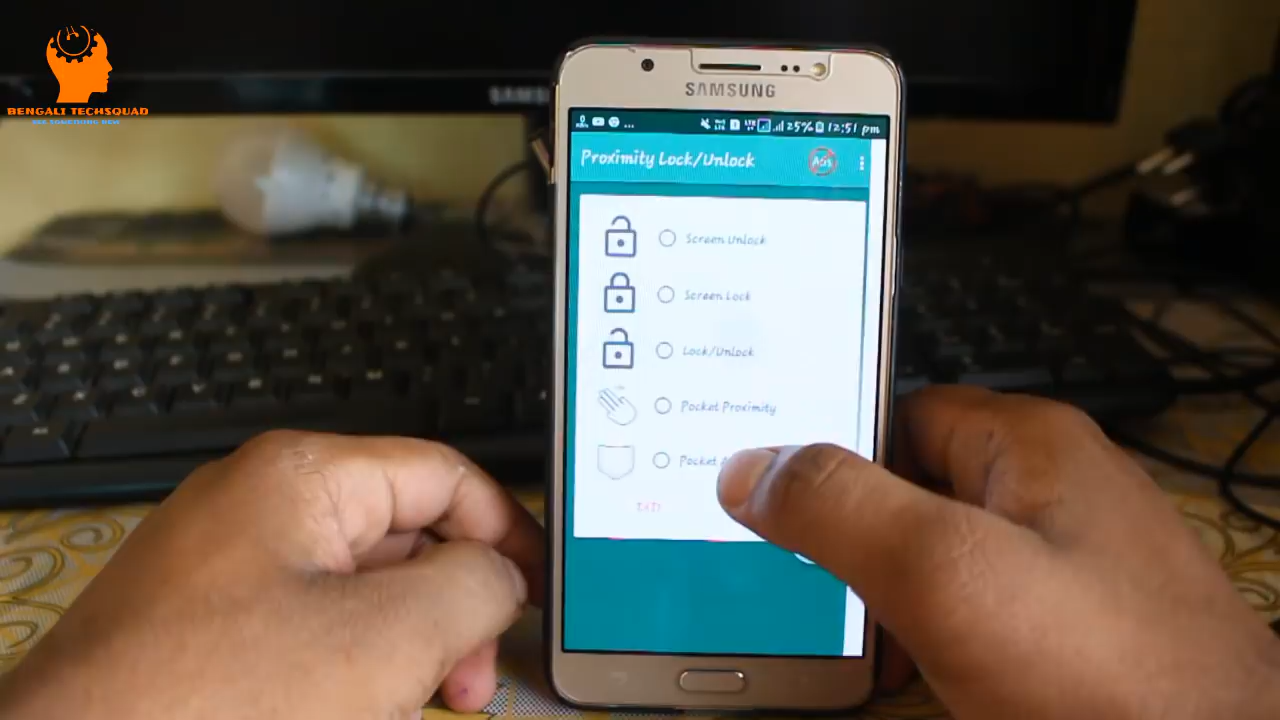 BENGALI TECHSQUAD
SAMSUNG
25% 12:51 pm
Proximity Lock/Unlock
Ads
Screen Unlock
Screen Lock
Lock/Unlock
Pocket Proximity
Pocket
EXIT